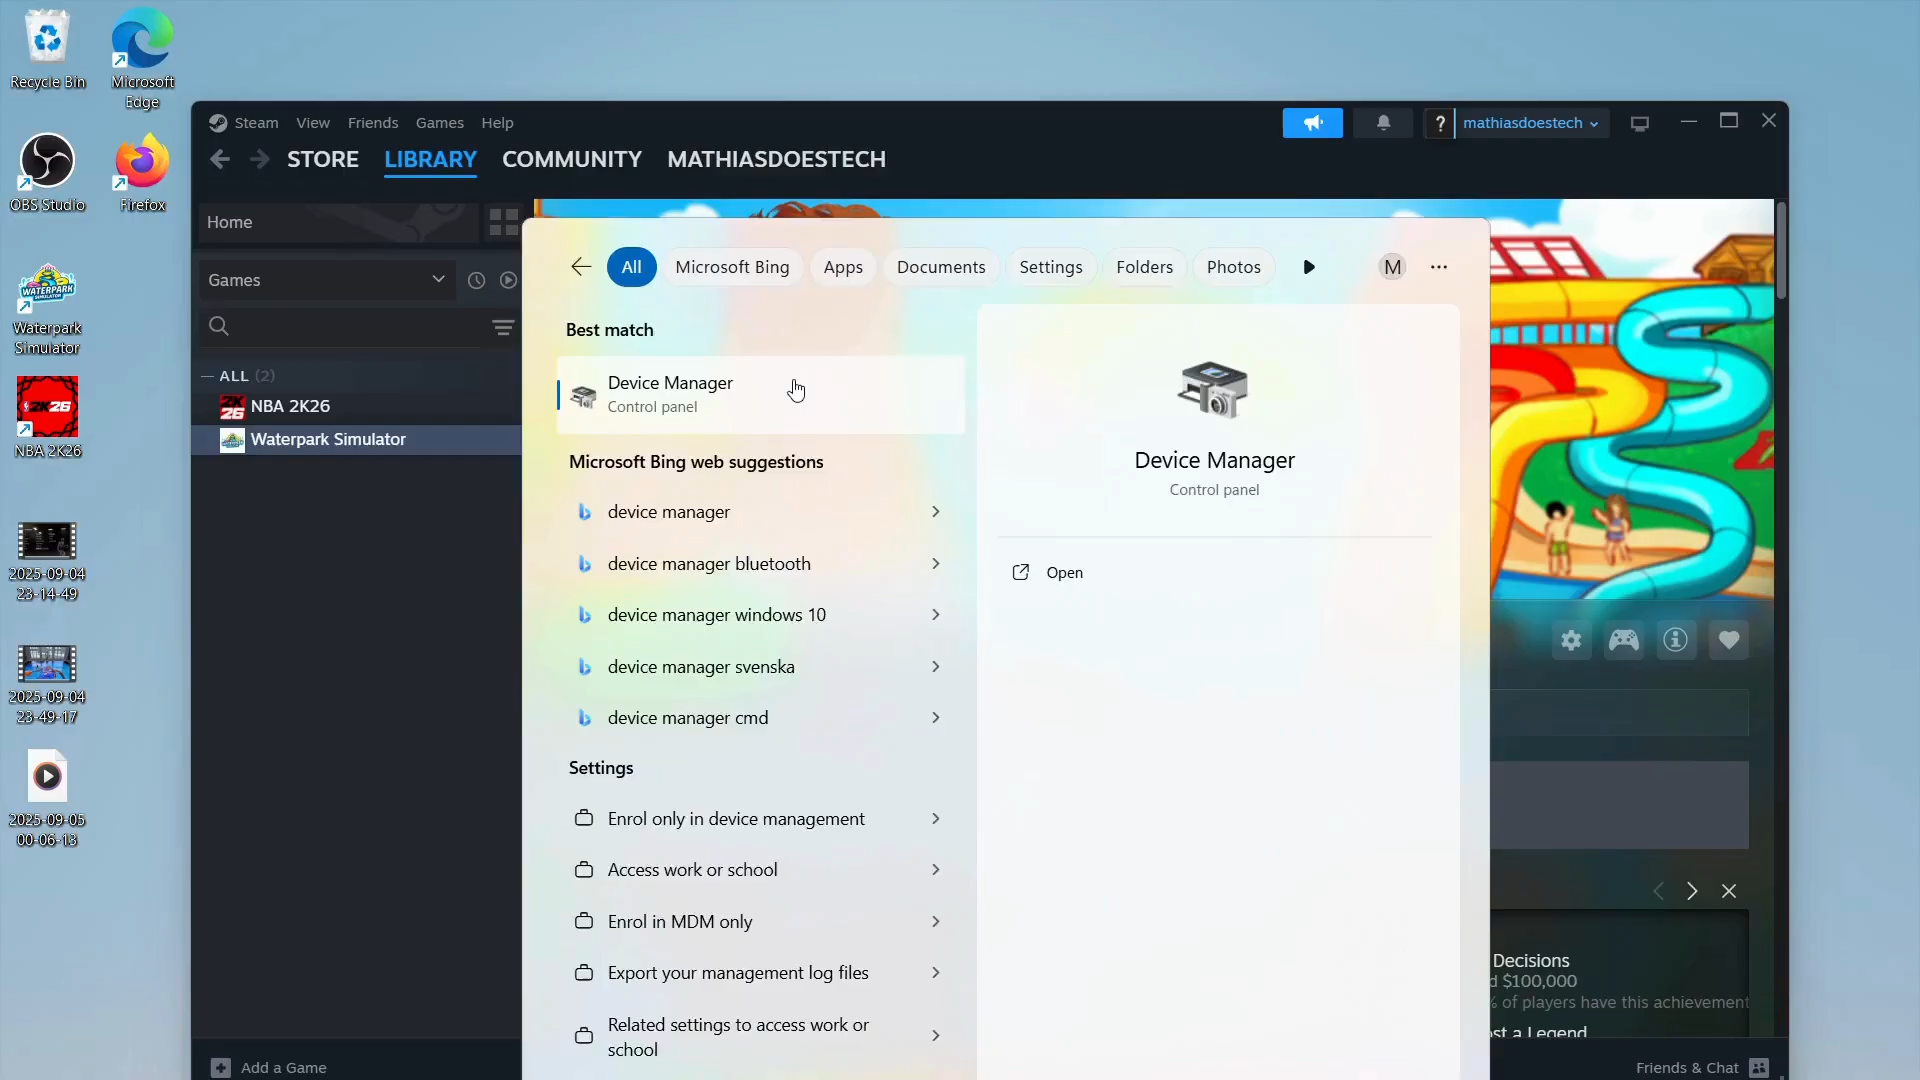 Recycle Bin
Microsoft
Edge
OBS Studio
Firefox
WATERPARK
SIMULATOR
Waterpark
Simulator
2K26
NBA 2K26
2025-09-04
23-14-49
2025-09-04
23-49-17
2025-09-05
00-06-13
Steam View Friends Games Help
? mathiasdoestech
STORE LIBRARY COMMUNITY MATHIASDOESTECH
Home
Games
— ALL (2)
NBA 2K26
Waterpark Simulator
Add a Game
All Microsoft Bing Apps Documents Settings Folders Photos
M
Best match
Device Manager
Control panel
Microsoft Bing web suggestions
device manager
device manager bluetooth
device manager windows 10
device manager svenska
device manager cmd
Settings
Enrol only in device management
Access work or school
Enrol in MDM only
Export your management log files
Related settings to access work or
school
Device Manager
Control panel
Open
Decisions
d $100,000
% of players have this achievement
ost a Legend
Friends & Chat